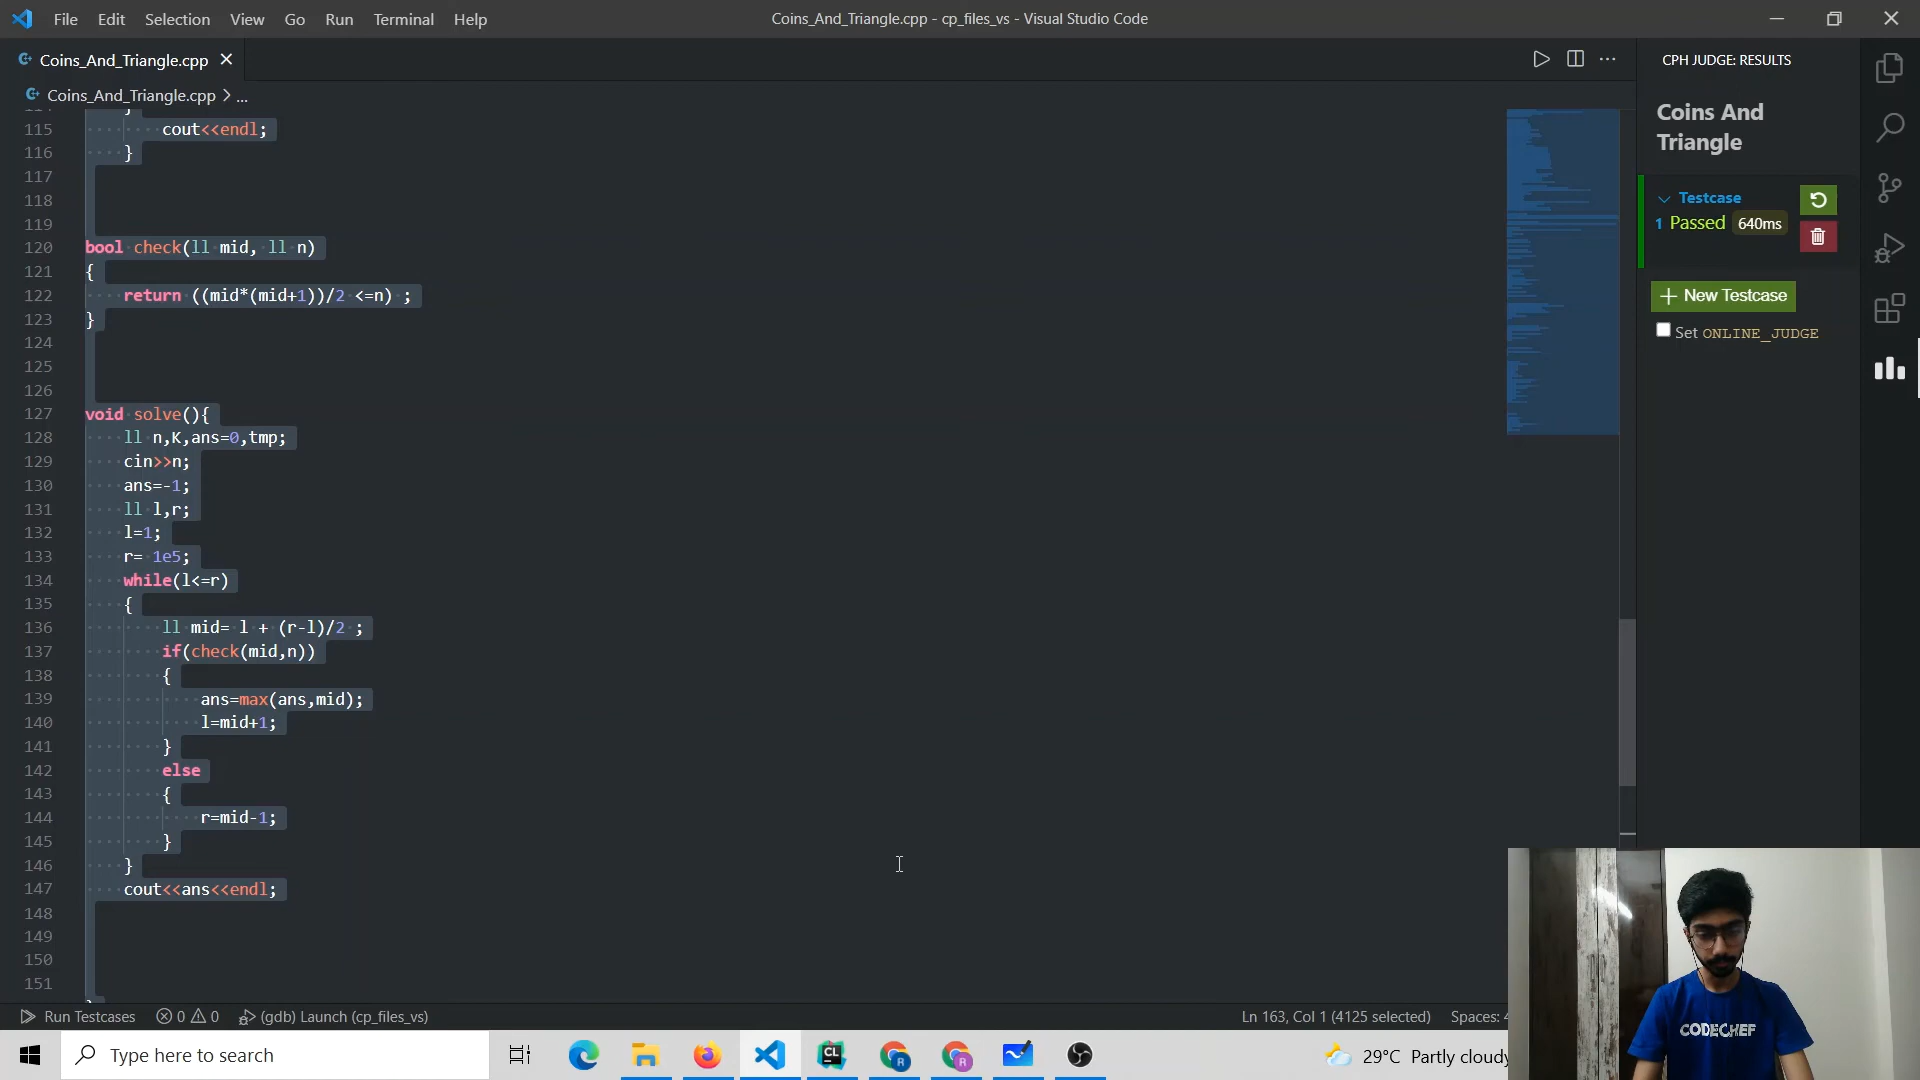 File Edit Selection View Go Run Terminal Help
Coins_And_Triangle.cpp - cp_files_vs - Visual Studio Code
Coins_And_Triangle.cpp
Coins_And_Triangle.cpp > ...
115 cout<<endl;
116 }
117
118
119
120 bool check(ll mid, ll n)
121 {
122 return ((mid*(mid+1))/2 <=n) ;
123 }
124
125
126
127 void solve(){
128 ll n,K,ans=0,tmp;
129 cin>>n;
130 ans=-1;
131 ll l,r;
132 l=1;
133 r= 1e5;
134 while(l<=r)
135 {
136 ll mid= l + (r-l)/2 ;
137 if(check(mid,n))
138 {
139 ans=max(ans,mid);
140 l=mid+1;
141 }
142 else
143 {
144 r=mid-1;
145 }
146 }
147 cout<<ans<<endl;
148
149
150
151
CPH JUDGE: RESULTS
Coins And
Triangle
Testcase
1 Passed 640ms
+ New Testcase
Set ONLINE_JUDGE
Run Testcases 0 0 (gdb) Launch (cp_files_vs)
Ln 163, Col 1 (4125 selected) Spaces: 4
Type here to search
29°C Partly cloudy
CODECHEF